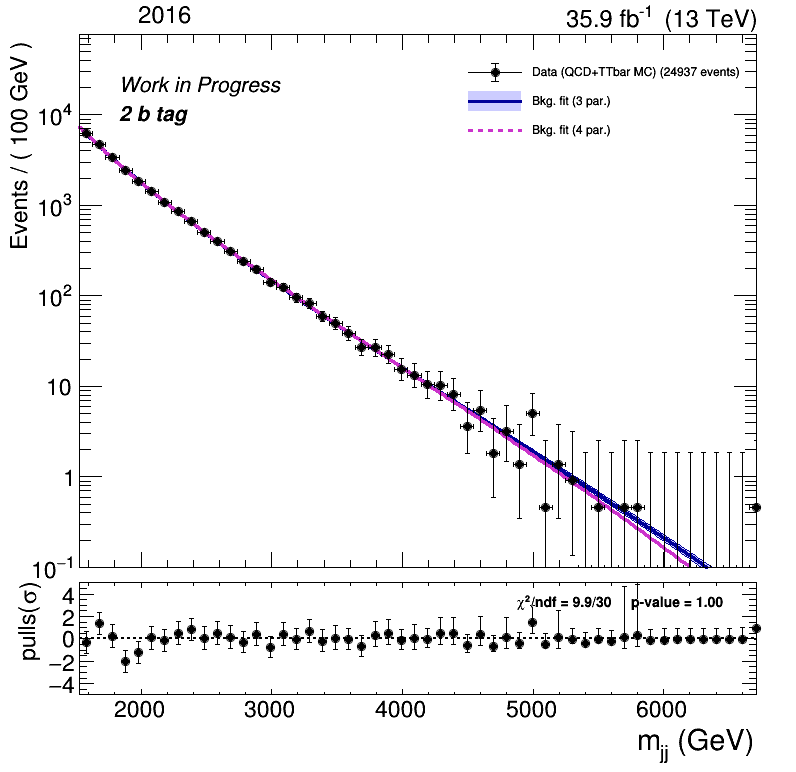 2016 35.9 fb⁻¹ (13 TeV)
Events / ( 100 GeV )
Work in Progress
2 b tag
Data (QCD+TTbar MC) (24937 events)
Bkg. fit (3 par.)
Bkg. fit (4 par.)
10⁴
10³
10²
10
1
10⁻¹
pulls(σ)
χ²/ndf = 9.9/30 p-value = 1.00
4
2
0
−2
−4
2000 3000 4000 5000 6000
m_jj (GeV)